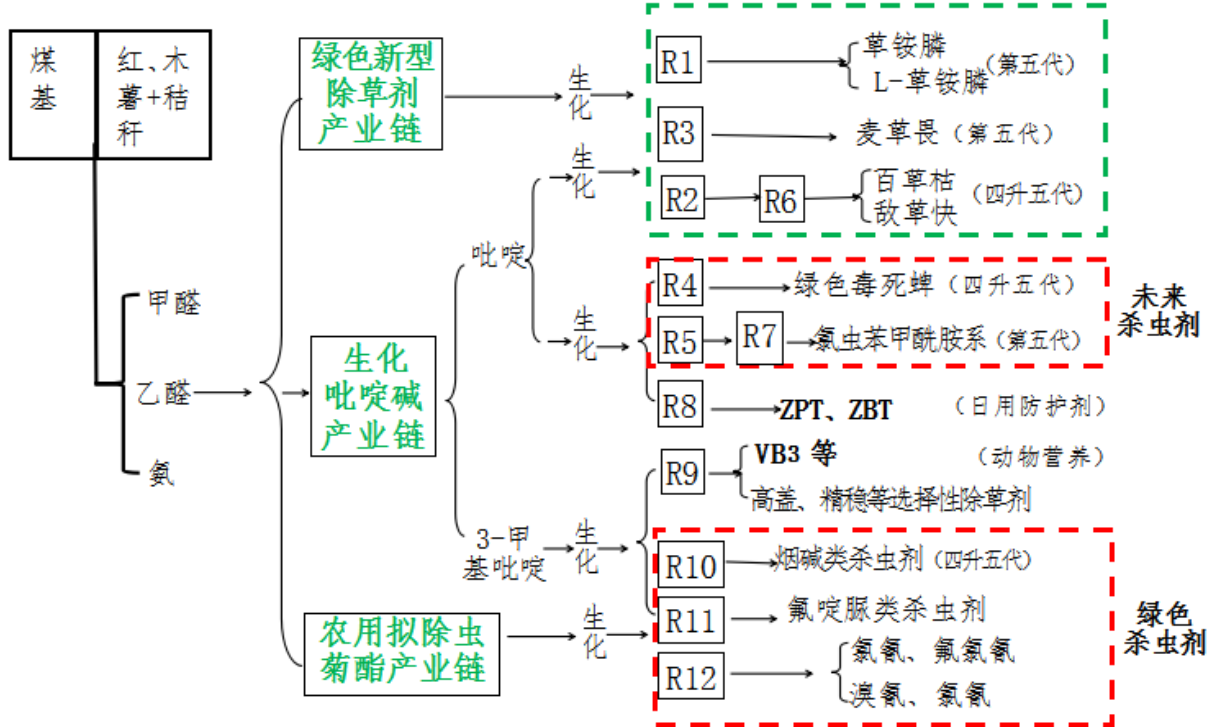 煤
基
红、木
薯+秸
秆
甲醛
乙醛
氨
绿色新型
除草剂
产业链
生化
吡啶碱
产业链
农用拟除虫
菊酯产业链
吡啶
3-甲
基吡啶
生
化
生
化
生
化
生
化
生
化
R1
草铵膦
L-草铵膦
(第五代)
R3
麦草畏(第五代)
R2
R6
百草枯
敌草快
(四升五代)
R4
绿色毒死蜱(四升五代)
R5
R7
氯虫苯甲酰胺系(第五代)
未来
杀虫剂
R8
ZPT、ZBT
(日用防护剂)
R9
VB3 等
(动物营养)
高盖、精稳等选择性除草剂
R10
烟碱类杀虫剂(四升五代)
R11
氟啶脲类杀虫剂
R12
氯氰、氟氯氰
溴氰、氯氰
绿色
杀虫剂